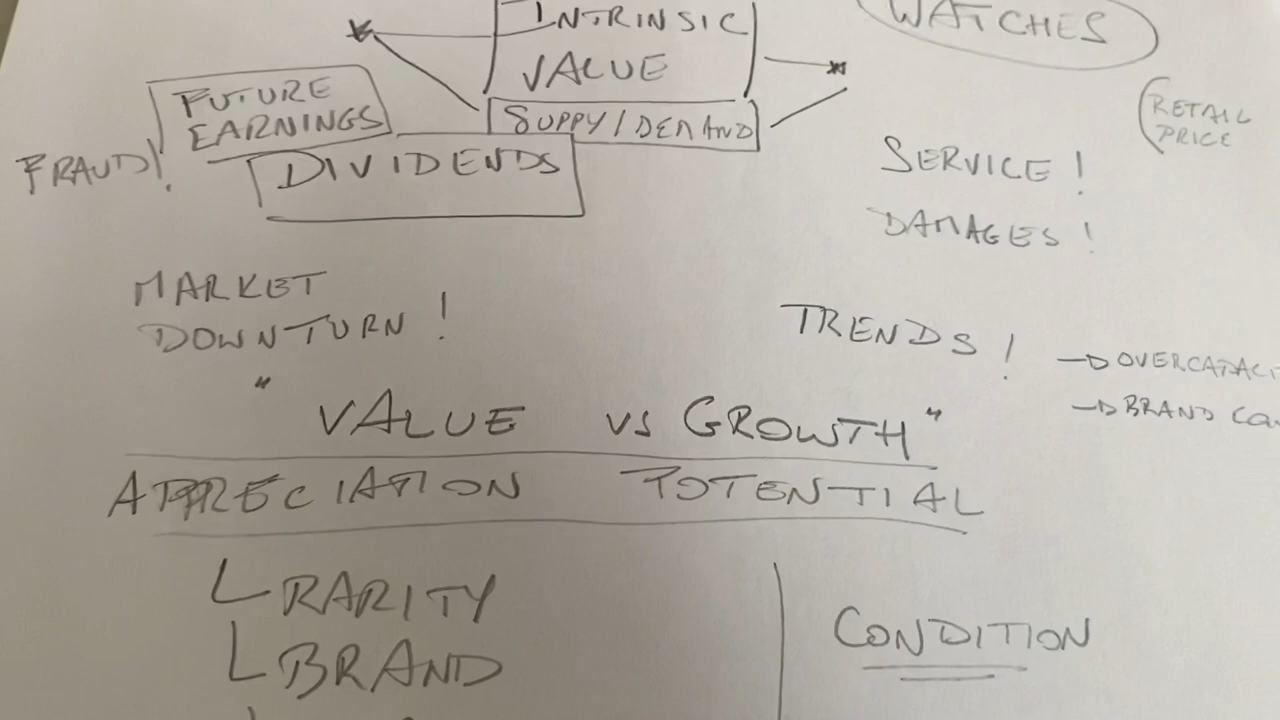 INTRINSIC
VALUE
SUPPY/DEMAND
WATCHES
RETAIL
PRICE
FUTURE
EARNINGS
FRAUD!
DIVIDENDS
SERVICE!
DAMAGES!
MARKET
DOWNTURN!
TRENDS!
BRAND
"VALUE VS GROWTH"
APPRECIATION POTENTIAL
RARITY
BRAND
CONDITION